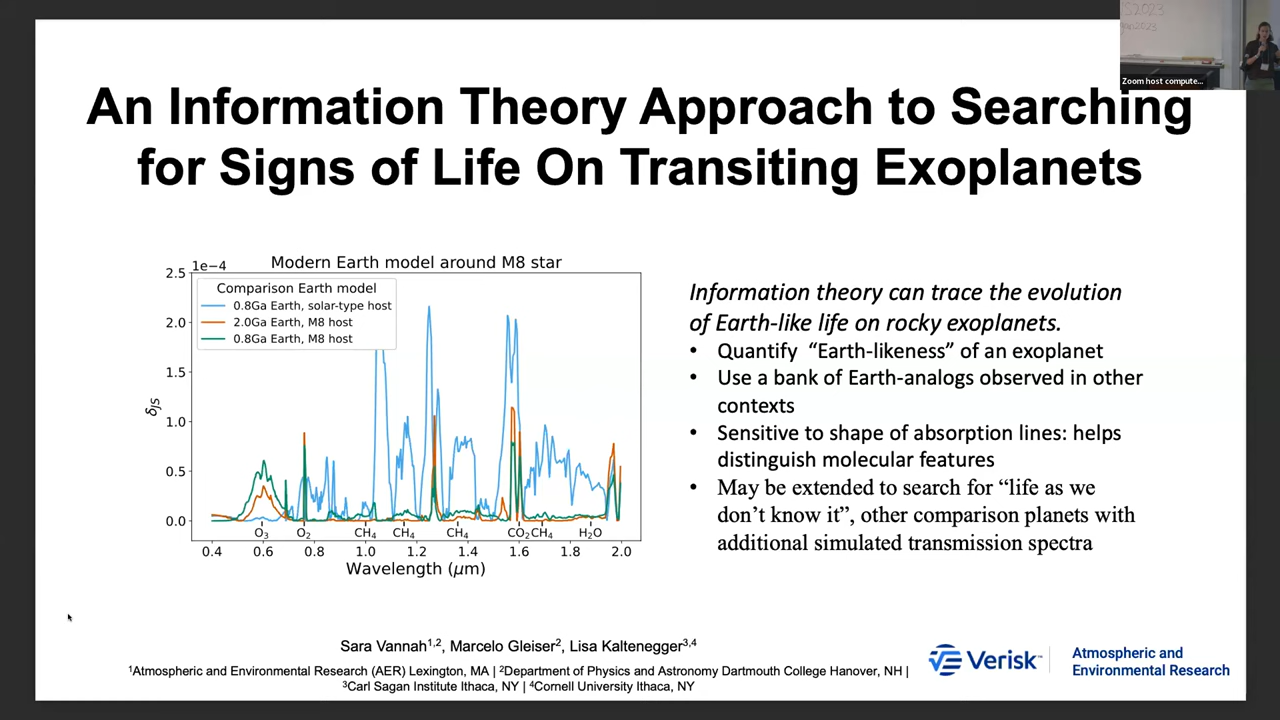 S2023
gan2023
Zoom host compute...
An Information Theory Approach to Searching
for Signs of Life On Transiting Exoplanets
Modern Earth model around M8 star
1e−4
2.5
2.0
1.5
1.0
0.5
0.0
δJS
Comparison Earth model
0.8Ga Earth, solar-type host
2.0Ga Earth, M8 host
0.8Ga Earth, M8 host
O₃ O₂ CH₄ CH₄ CH₄ CO₂ CH₄ H₂O
0.4 0.6 0.8 1.0 1.2 1.4 1.6 1.8 2.0
Wavelength (μm)
Information theory can trace the evolution
of Earth-like life on rocky exoplanets.
• Quantify “Earth-likeness” of an exoplanet
• Use a bank of Earth-analogs observed in other
contexts
• Sensitive to shape of absorption lines: helps
distinguish molecular features
• May be extended to search for “life as we
don’t know it”, other comparison planets with
additional simulated transmission spectra
Sara Vannah¹,², Marcelo Gleiser², Lisa Kaltenegger³,⁴
¹Atmospheric and Environmental Research (AER) Lexington, MA | ²Department of Physics and Astronomy Dartmouth College Hanover, NH |
³Carl Sagan Institute Ithaca, NY | ⁴Cornell University Ithaca, NY
Verisk™
Atmospheric and
Environmental Research